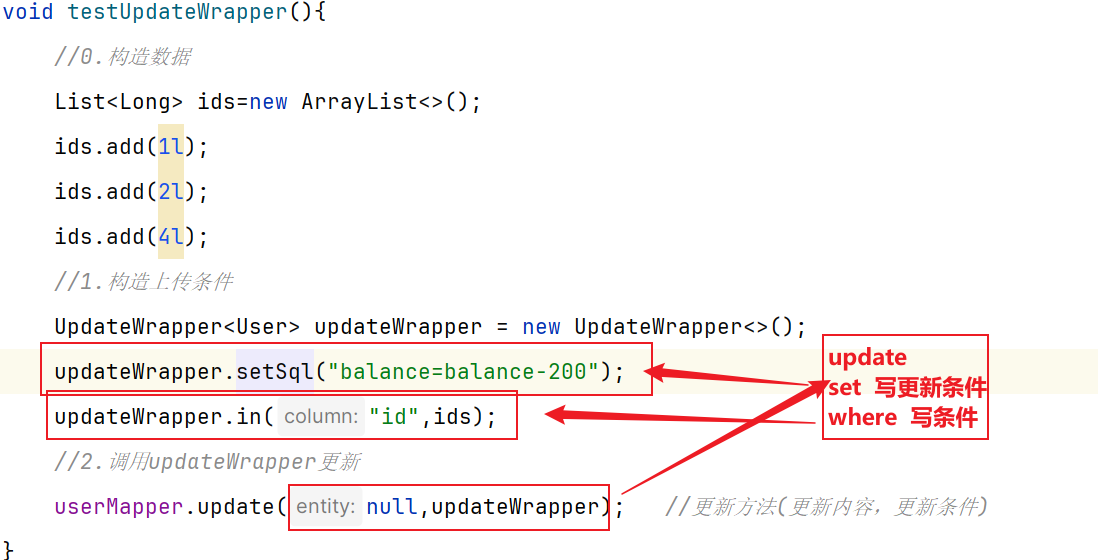 void testUpdateWrapper(){
//0.构造数据
List<Long> ids=new ArrayList<>();
ids.add(1l);
ids.add(2l);
ids.add(4l);
//1.构造上传条件
UpdateWrapper<User> updateWrapper = new UpdateWrapper<>();
updateWrapper.setSql("balance=balance-200");
updateWrapper.in( column: "id",ids);
//2.调用updateWrapper更新
userMapper.update( entity: null,updateWrapper); //更新方法(更新内容，更新条件)
}
update
set 写更新条件
where 写条件